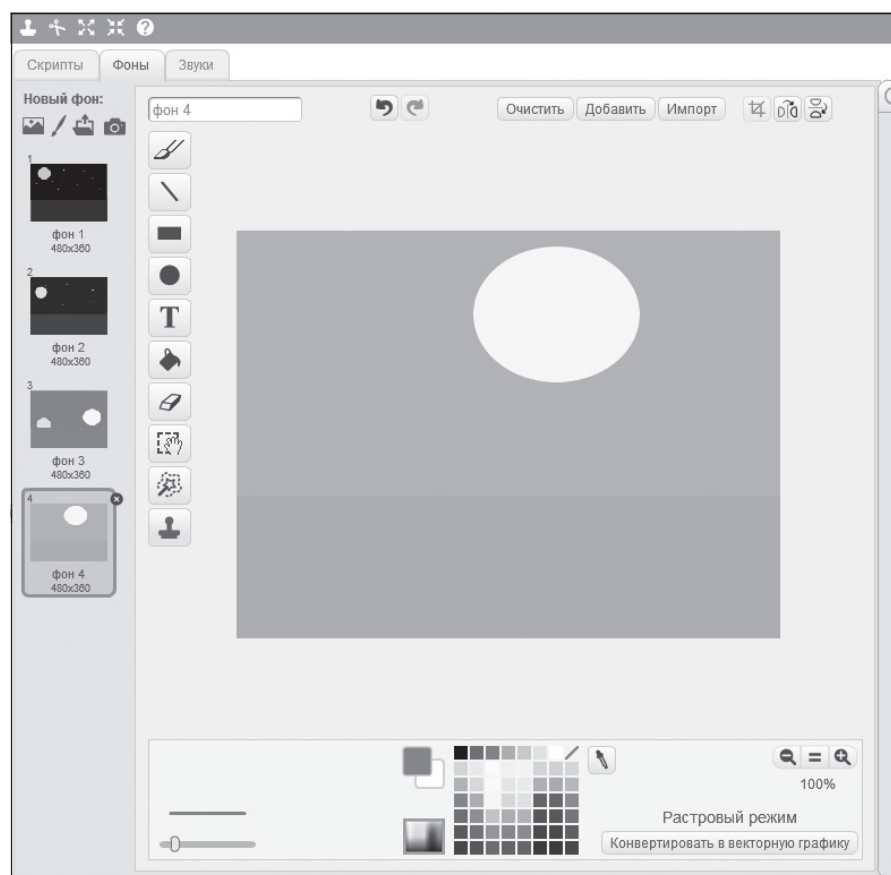 Скрипты Фоны Звуки
Новый фон:
фон 4
Очистить Добавить Импорт
1
фон 1
480x360
2
фон 2
480x360
3
фон 3
480x360
4
фон 4
480x360
T
100%
Растровый режим
Конвертировать в векторную графику